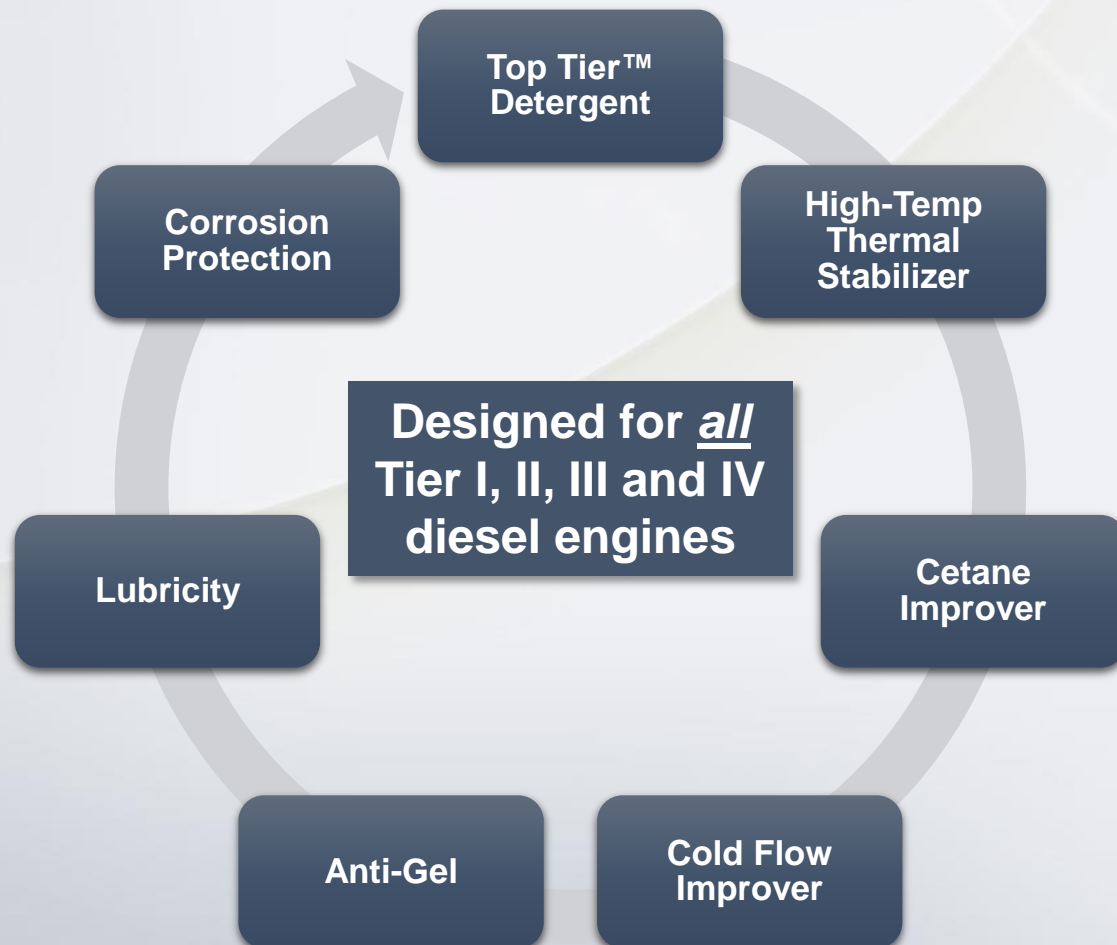 Top Tier™
Detergent
High-Temp
Thermal
Stabilizer
Cetane
Improver
Cold Flow
Improver
Anti-Gel
Lubricity
Corrosion
Protection
Designed for all
Tier I, II, III and IV
diesel engines